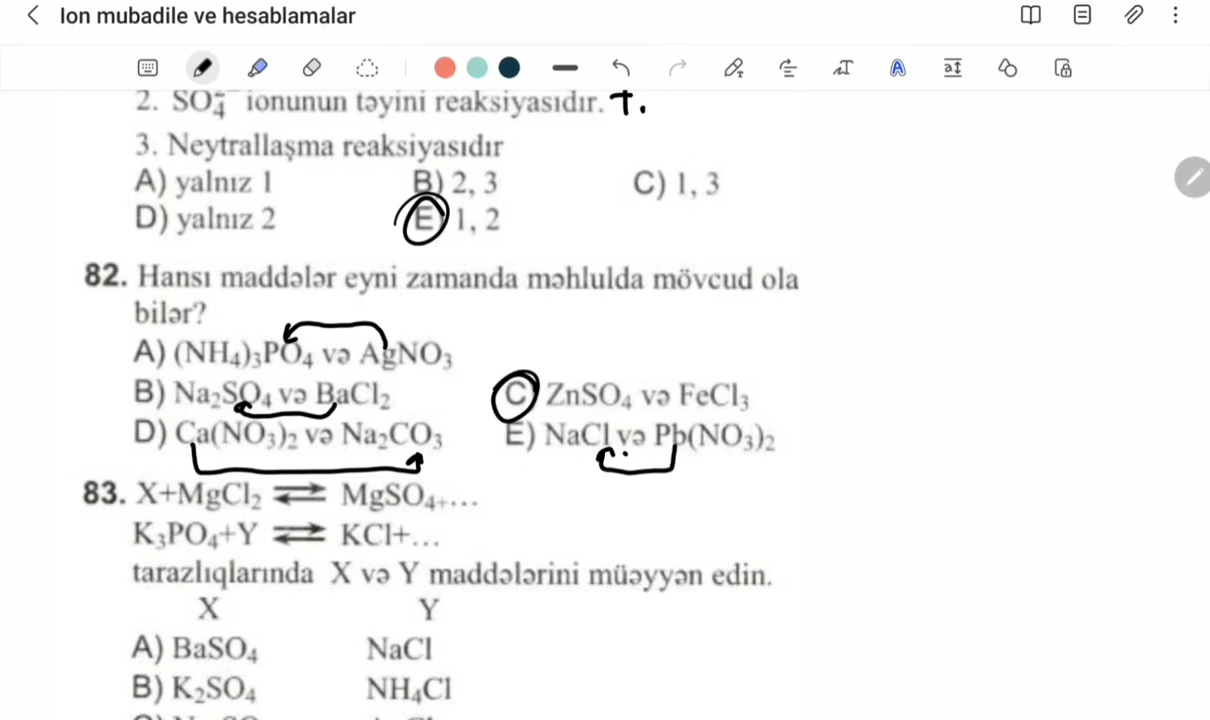 Ion mubadile ve hesablamalar
2. SO₄²⁻ ionunun təyini reaksiyasıdır. T.
3. Neytrallaşma reaksiyasıdır
A) yalnız 1 B) 2, 3 C) 1, 3
D) yalnız 2 E) 1, 2
82. Hansı maddələr eyni zamanda məhlulda mövcud ola
bilər?
A) (NH₄)₃PO₄ və AgNO₃
B) Na₂SO₄ və BaCl₂ C) ZnSO₄ və FeCl₃
D) Ca(NO₃)₂ və Na₂CO₃ E) NaCl və Pb(NO₃)₂
83. X+MgCl₂ ⇌ MgSO₄+...
K₃PO₄+Y ⇌ KCl+...
tarazlıqlarında X və Y maddələrini müəyyən edin.
X Y
A) BaSO₄ NaCl
B) K₂SO₄ NH₄Cl